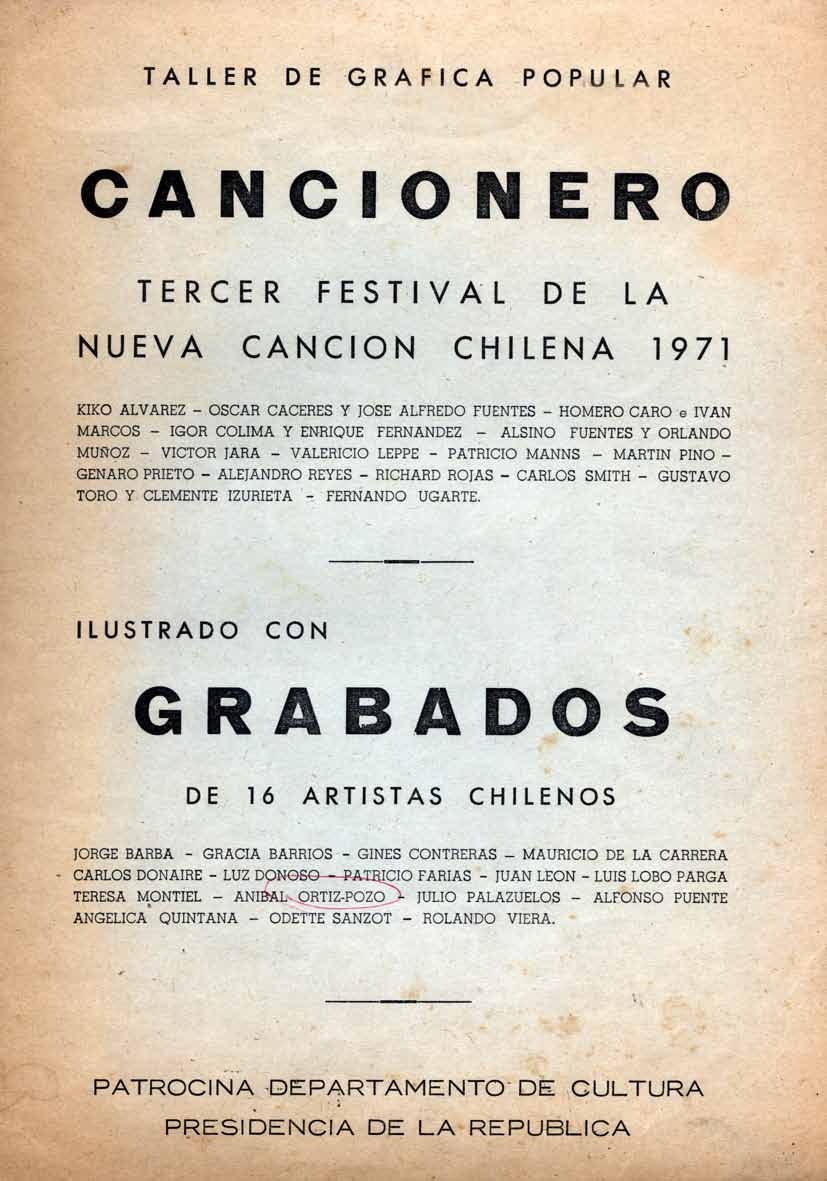 TALLER DE GRAFICA POPULAR
CANCIONERO
TERCER FESTIVAL DE LA
NUEVA CANCION CHILENA 1971
KIKO ALVAREZ – OSCAR CACERES Y JOSE ALFREDO FUENTES – HOMERO CARO e IVAN
MARCOS – IGOR COLIMA Y ENRIQUE FERNANDEZ – ALSINO FUENTES Y ORLANDO
MUÑOZ – VICTOR JARA – VALERICIO LEPPE – PATRICIO MANNS – MARTIN PINO –
GENARO PRIETO – ALEJANDRO REYES – RICHARD ROJAS – CARLOS SMITH – GUSTAVO
TORO Y CLEMENTE IZURIETA – FERNANDO UGARTE.
ILUSTRADO CON
GRABADOS
DE 16 ARTISTAS CHILENOS
JORGE BARBA – GRACIA BARRIOS – GINES CONTRERAS – MAURICIO DE LA CARRERA
CARLOS DONAIRE – LUZ DONOSO – PATRICIO FARIAS – JUAN LEON – LUIS LOBO PARGA
TERESA MONTIEL – ANIBAL ORTIZ-POZO – JULIO PALAZUELOS – ALFONSO PUENTE
ANGELICA QUINTANA – ODETTE SANZOT – ROLANDO VIERA.
PATROCINA DEPARTAMENTO DE CULTURA
PRESIDENCIA DE LA REPUBLICA